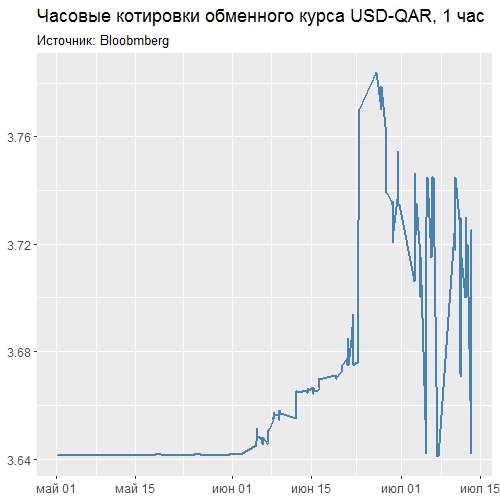 Часовые котировки обменного курса USD-QAR, 1 час
Источник: Bloobmberg
3.76
3.72
3.68
3.64
май 01 май 15 июн 01 июн 15 июл 01 июл 15